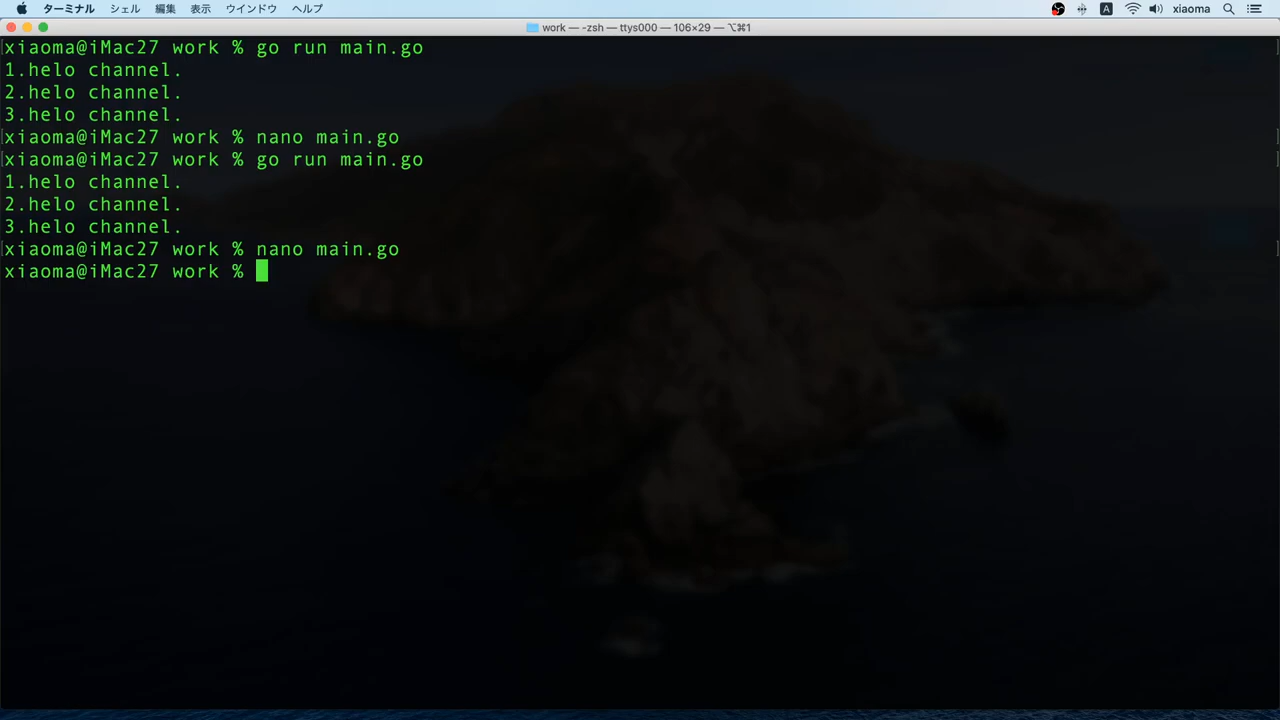 ターミナル シェル 編集 表示 ウインドウ ヘルプ A xiaoma
work — -zsh — ttys000 — 106×29 — ⌥⌘1
xiaoma@iMac27 work % go run main.go
1.helo channel.
2.helo channel.
3.helo channel.
xiaoma@iMac27 work % nano main.go
xiaoma@iMac27 work % go run main.go
1.helo channel.
2.helo channel.
3.helo channel.
xiaoma@iMac27 work % nano main.go
xiaoma@iMac27 work %